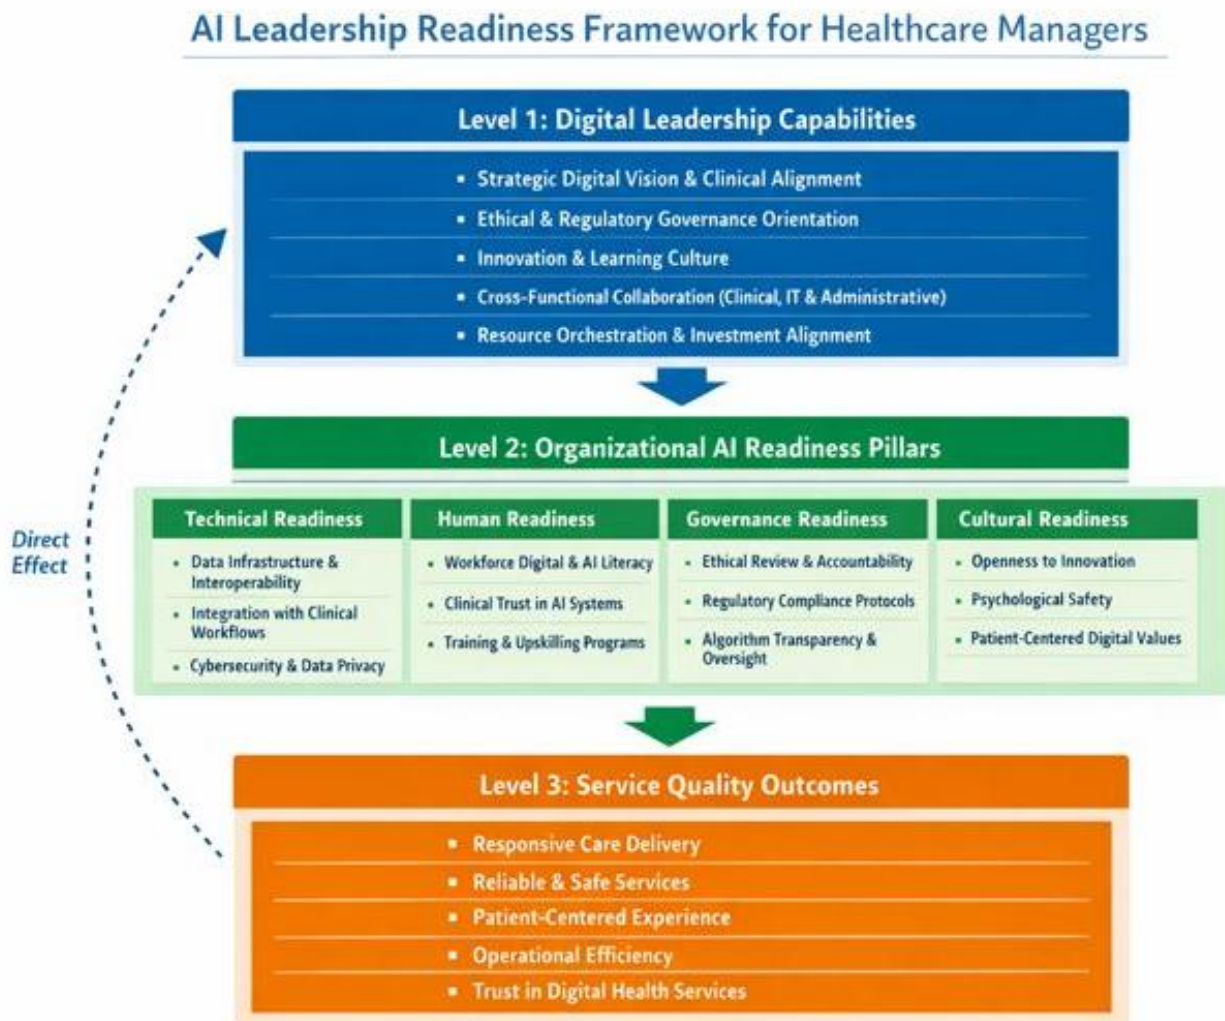 AI Leadership Readiness Framework for Healthcare Managers
Level 1: Digital Leadership Capabilities
▪ Strategic Digital Vision & Clinical Alignment
▪ Ethical & Regulatory Governance Orientation
▪ Innovation & Learning Culture
▪ Cross-Functional Collaboration (Clinical, IT & Administrative)
▪ Resource Orchestration & Investment Alignment
Direct
Effect
Level 2: Organizational AI Readiness Pillars
Technical Readiness
• Data Infrastructure &
Interoperability
• Integration with Clinical
Workflows
• Cybersecurity & Data Privacy
Human Readiness
• Workforce Digital & AI Literacy
• Clinical Trust in AI Systems
• Training & Upskilling Programs
Governance Readiness
• Ethical Review & Accountability
• Regulatory Compliance Protocols
• Algorithm Transparency &
Oversight
Cultural Readiness
• Openness to Innovation
• Psychological Safety
• Patient-Centered Digital Values
Level 3: Service Quality Outcomes
▪ Responsive Care Delivery
▪ Reliable & Safe Services
▪ Patient-Centered Experience
▪ Operational Efficiency
▪ Trust in Digital Health Services